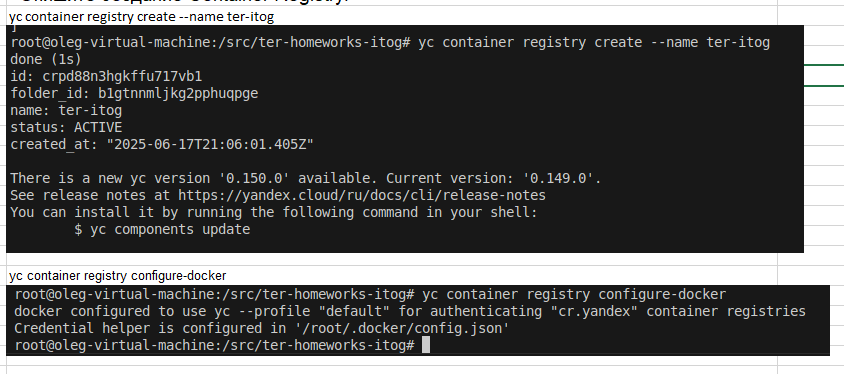 yc container registry create --name ter-itog
root@oleg-virtual-machine:/src/ter-homeworks-itog# yc container registry create --name ter-itog
done (1s)
id: crpd88n3hgkffu717vb1
folder_id: b1gtnnmljkg2pphuqpge
name: ter-itog
status: ACTIVE
created_at: "2025-06-17T21:06:01.405Z"
There is a new yc version '0.150.0' available. Current version: '0.149.0'.
See release notes at https://yandex.cloud/ru/docs/cli/release-notes
You can install it by running the following command in your shell:
$ yc components update
yc container registry configure-docker
root@oleg-virtual-machine:/src/ter-homeworks-itog# yc container registry configure-docker
docker configured to use yc --profile "default" for authenticating "cr.yandex" container registries
Credential helper is configured in '/root/.docker/config.json'
root@oleg-virtual-machine:/src/ter-homeworks-itog#